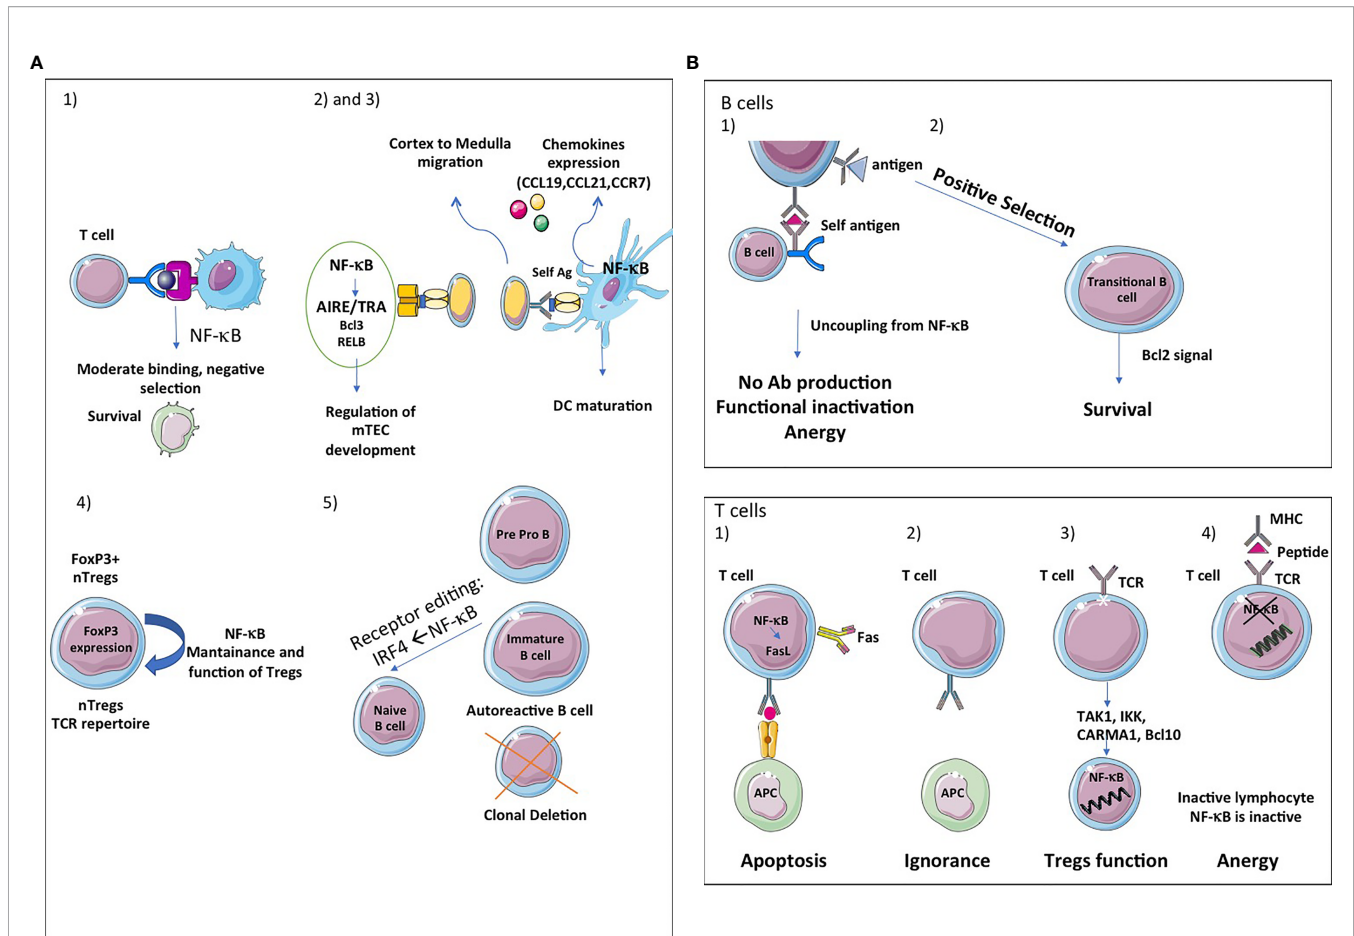 A
1)
T cell
NF-κB
Moderate binding, negative
selection
Survival
2) and 3)
Cortex to Medulla
migration
Chemokines
expression
(CCL19,CCL21,CCR7)
NF-κB
AIRE/TRA
Bcl3
RELB
Self Ag
NF-κB
Regulation of
mTEC
development
DC maturation
4)
FoxP3+
nTregs
FoxP3
expression
NF-κB
Mantainance and
function of Tregs
nTregs
TCR repertoire
5)
Pre Pro B
Receptor editing:
IRF4 ← NF-κB
Immature
B cell
Naive
B cell
Autoreactive B cell
Clonal Deletion
B
B cells
1)
antigen
Self antigen
B cell
Uncoupling from NF-κB
No Ab production
Functional inactivation
Anergy
2)
Positive Selection
Transitional B
cell
Bcl2 signal
Survival
T cells
1)
T cell
NF-κB
FasL
Fas
APC
Apoptosis
2)
T cell
APC
Ignorance
3)
T cell
TCR
TAK1, IKK,
CARMA1, Bcl10
NF-κB
Tregs function
4)
MHC
Peptide
T cell
TCR
NF-κB
Inactive lymphocyte
NF-κB is inactive
Anergy